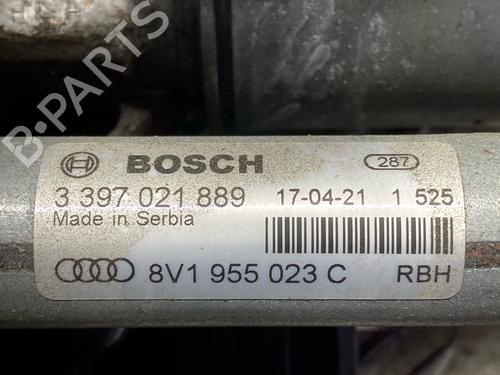 B-PARTS
BOSCH 287
3 397 021 889 17-04-21 1 525
Made in Serbia
8V1 955 023 C RBH